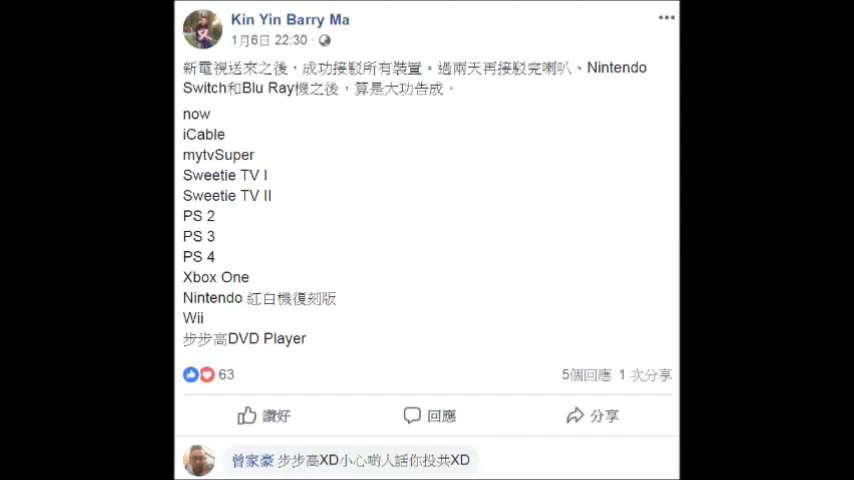 Kin Yin Barry Ma
1月6日 22:30
新電視送來之後，成功接駁所有裝置。過兩天再接駁完喇叭、Nintendo
Switch和Blu Ray機之後，算是大功告成。
now
iCable
mytvSuper
Sweetie TV I
Sweetie TV II
PS 2
PS 3
PS 4
Xbox One
Nintendo 紅白機復刻版
Wii
步步高DVD Player
63
5個回應 1 次分享
讚好 回應 分享
曾家豪 步步高XD小心啲人話你投共XD